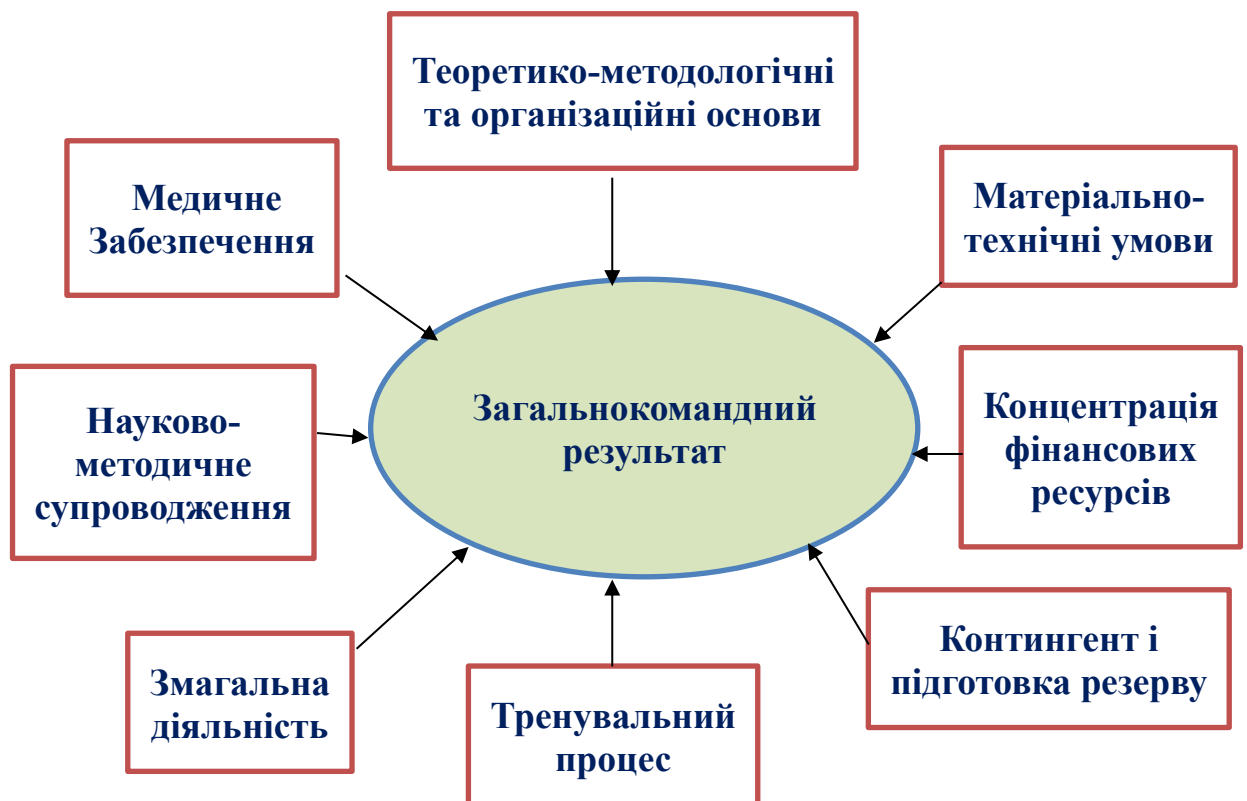 Теоретико-методологічні
та організаційні основи
Медичне
Забезпечення
Матеріально-
технічні умови
Науково-
методичне
супроводження
Загальнокомандний
результат
Концентрація
фінансових
ресурсів
Змагальна
діяльність
Тренувальний
процес
Контингент і
підготовка резерву